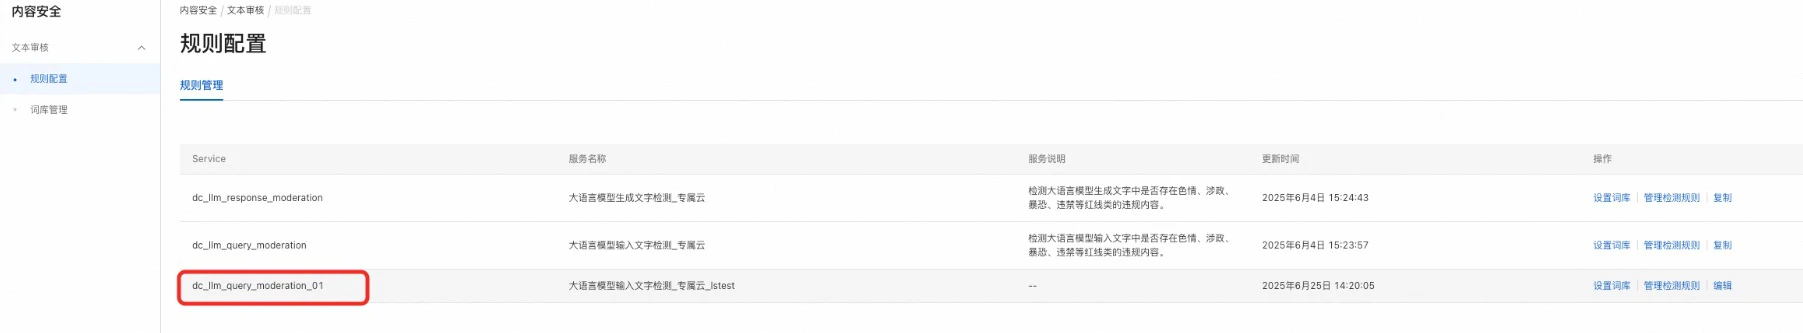 内容安全
文本审核
规则配置
词库管理
内容安全 / 文本审核 / 规则配置
规则配置
规则管理
Service 服务名称 服务说明 更新时间 操作
dc_llm_response_moderation 大语言模型生成文字检测_专属云 检测大语言模型生成文字中是否存在色情、涉政、
暴恐、违禁等红线类的违规内容。 2025年6月4日 15:24:43 设置词库 管理检测规则 复制
dc_llm_query_moderation 大语言模型输入文字检测_专属云 检测大语言模型输入文字中是否存在色情、涉政、
暴恐、违禁等红线类的违规内容。 2025年6月4日 15:23:57 设置词库 管理检测规则 复制
dc_llm_query_moderation_01 大语言模型输入文字检测_专属云_lstest -- 2025年6月25日 14:20:05 设置词库 管理检测规则 编辑